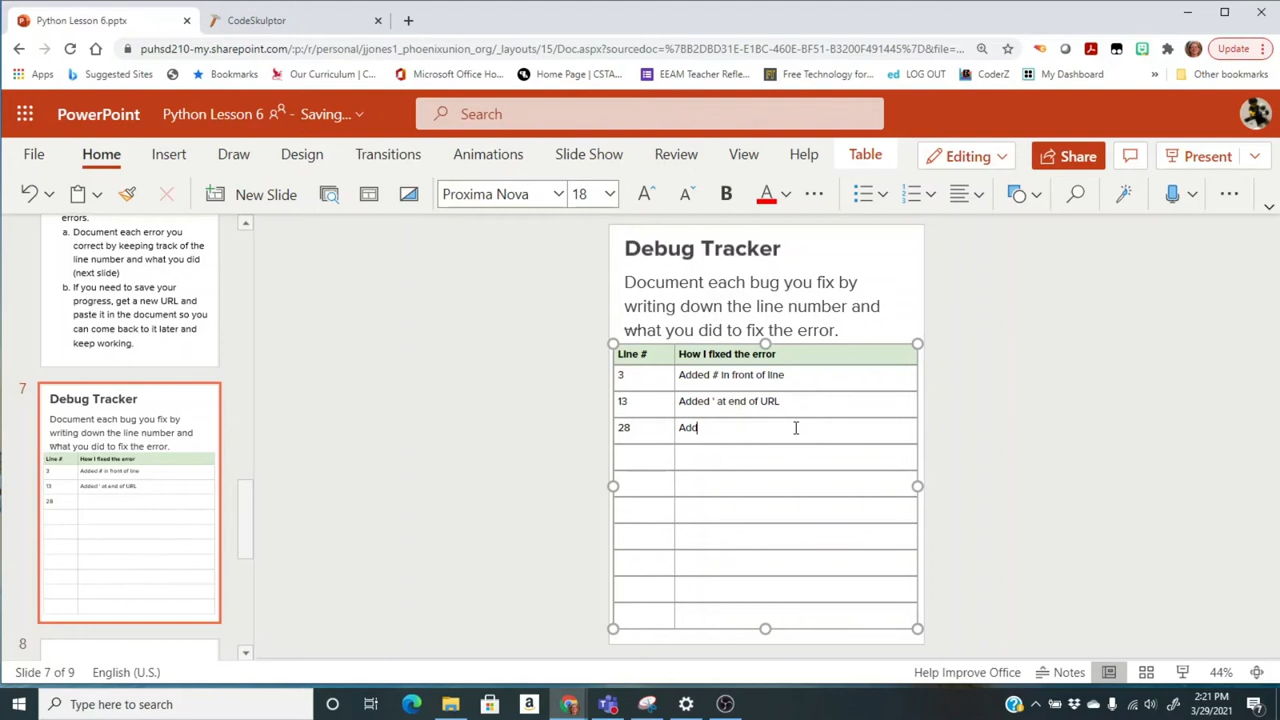 Python Lesson 6.pptx
CodeSkulptor
puhsd210-my.sharepoint.com/:p:/r/personal/jjones1_phoenixunion_org/_layouts/15/Doc.aspx?sourcedoc=%7BB2DBD31E-E1BC-460E-BF51-B3200F491445%7D&file=...
Update
Apps
Suggested Sites
Bookmarks
Our Curriculum | C...
Microsoft Office Ho...
Home Page | CSTA...
EEAM Teacher Refle...
Free Technology for...
LOG OUT
CoderZ
My Dashboard
»
Other bookmarks
PowerPoint
Python Lesson 6
- Saving...
Search
File
Home
Insert
Draw
Design
Transitions
Animations
Slide Show
Review
View
Help
Table
Editing
Share
Present
New Slide
Proxima Nova
18
errors.
a. Document each error you
correct by keeping track of the
line number and what you did
(next slide)
b. If you need to save your
progress, get a new URL and
paste it in the document so you
can come back to it later and
keep working.
7
Debug Tracker
Document each bug you fix by
writing down the line number and
what you did to fix the error.
Line # How I fixed the error
3 Added # in front of line
13 Added ' at end of URL
28
8
Debug Tracker
Document each bug you fix by
writing down the line number and
what you did to fix the error.
Line # How I fixed the error
3 Added # in front of line
13 Added ' at end of URL
28 Add
Slide 7 of 9
English (U.S.)
Help Improve Office
Notes
44%
Type here to search
2:21 PM
3/29/2021